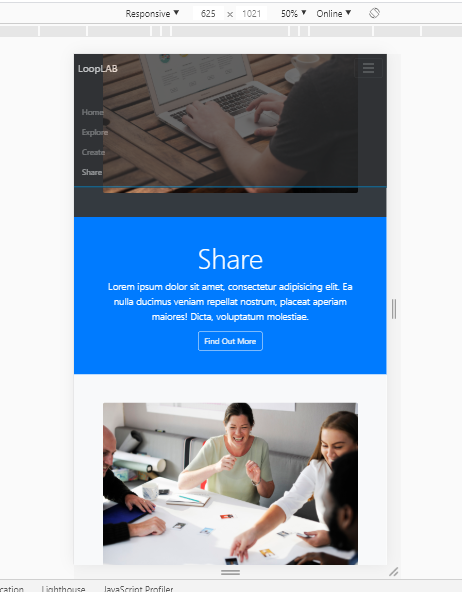 Responsive ▼ 625 × 1021 50% ▼ Online ▼
LoopLAB
Home
Explore
Create
Share
Share
Lorem ipsum dolor sit amet, consectetur adipisicing elit. Ea
nulla ducimus veniam repellat nostrum, placeat aperiam
maiores! Dicta, voluptatum molestiae.
Find Out More
cation Lighthouse JavaScript Profiler